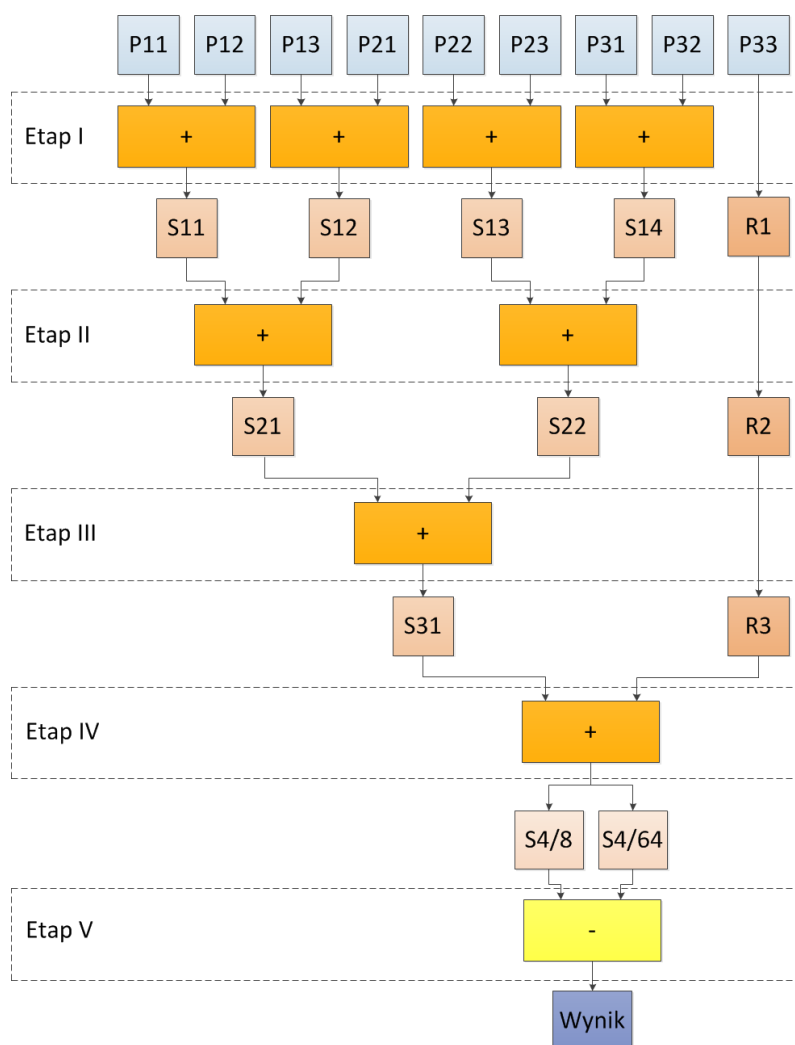 P11 P12 P13 P21 P22 P23 P31 P32 P33
Etap I + + + +
S11 S12 S13 S14 R1
Etap II + +
S21 S22 R2
Etap III +
S31 R3
Etap IV +
S4/8 S4/64
Etap V -
Wynik